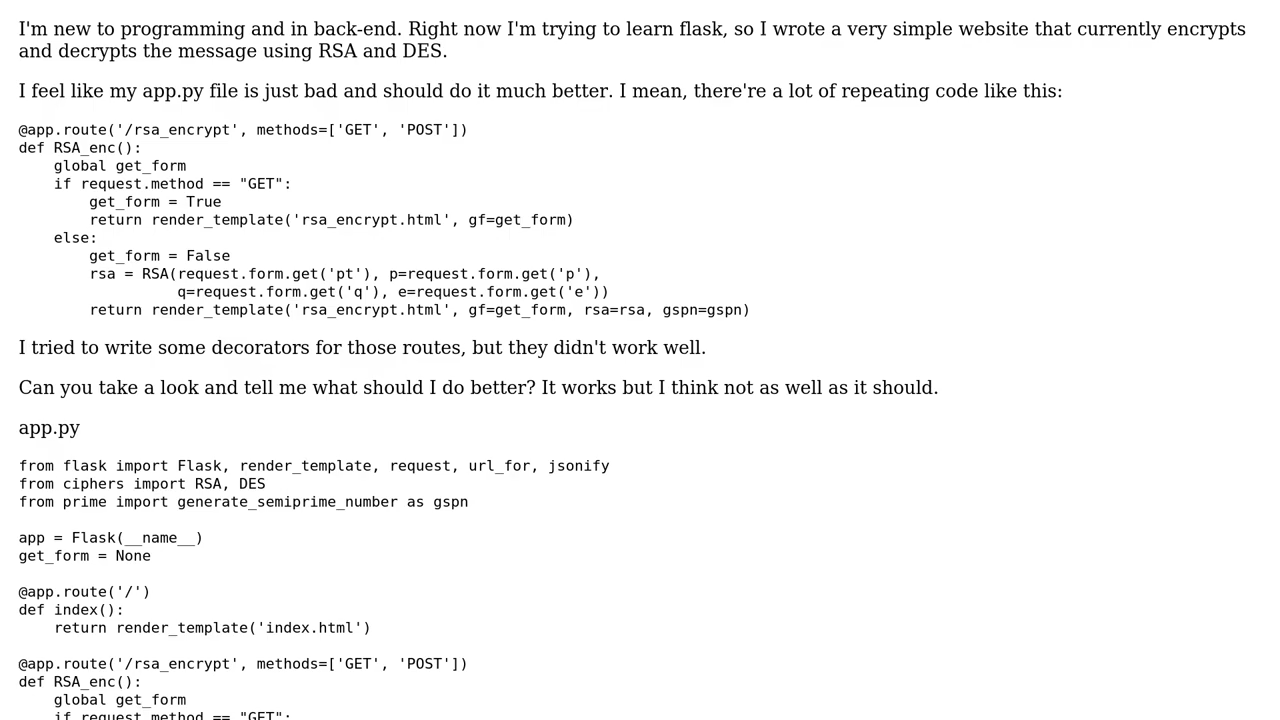 I'm new to programming and in back-end. Right now I'm trying to learn flask, so I wrote a very simple website that currently encrypts
and decrypts the message using RSA and DES.
I feel like my app.py file is just bad and should do it much better. I mean, there're a lot of repeating code like this:
@app.route('/rsa_encrypt', methods=['GET', 'POST'])
def RSA_enc():
    global get_form
    if request.method == "GET":
        get_form = True
        return render_template('rsa_encrypt.html', gf=get_form)
    else:
        get_form = False
        rsa = RSA(request.form.get('pt'), p=request.form.get('p'),
                  q=request.form.get('q'), e=request.form.get('e'))
        return render_template('rsa_encrypt.html', gf=get_form, rsa=rsa, gspn=gspn)
I tried to write some decorators for those routes, but they didn't work well.
Can you take a look and tell me what should I do better? It works but I think not as well as it should.
app.py
from flask import Flask, render_template, request, url_for, jsonify
from ciphers import RSA, DES
from prime import generate_semiprime_number as gspn
app = Flask(__name__)
get_form = None
@app.route('/')
def index():
    return render_template('index.html')
@app.route('/rsa_encrypt', methods=['GET', 'POST'])
def RSA_enc():
    global get_form
    if request.method == "GET":